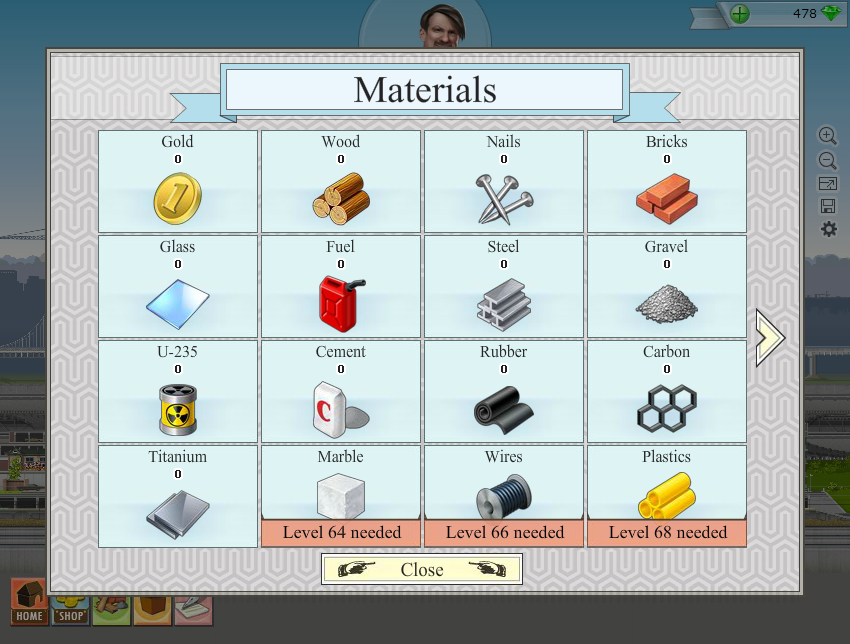 478
Materials
Gold
0
Wood
0
Nails
0
Bricks
0
Glass
0
Fuel
0
Steel
0
Gravel
0
U-235
0
Cement
0
Rubber
0
Carbon
0
Titanium
0
Marble
Level 64 needed
Wires
Level 66 needed
Plastics
Level 68 needed
Close
HOME
SHOP